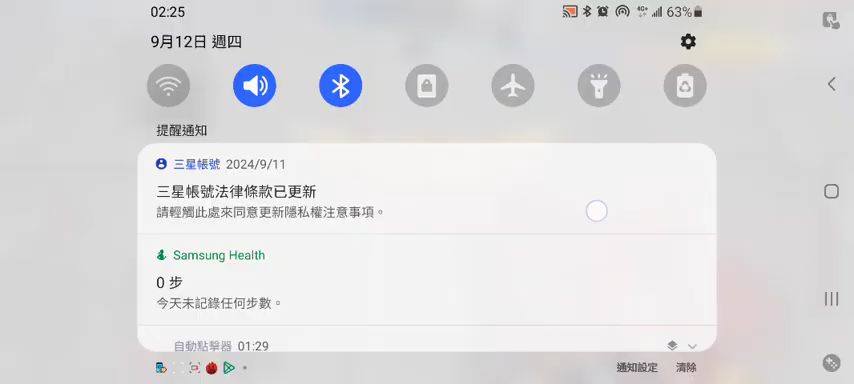 02:25 4G+ 63%
9月12日 週四
提醒通知
三星帳號 2024/9/11
三星帳號法律條款已更新
請輕觸此處來同意更新隱私權注意事項。
Samsung Health
0 步
今天未記錄任何步數。
自動點擊器 01:29
通知設定 清除